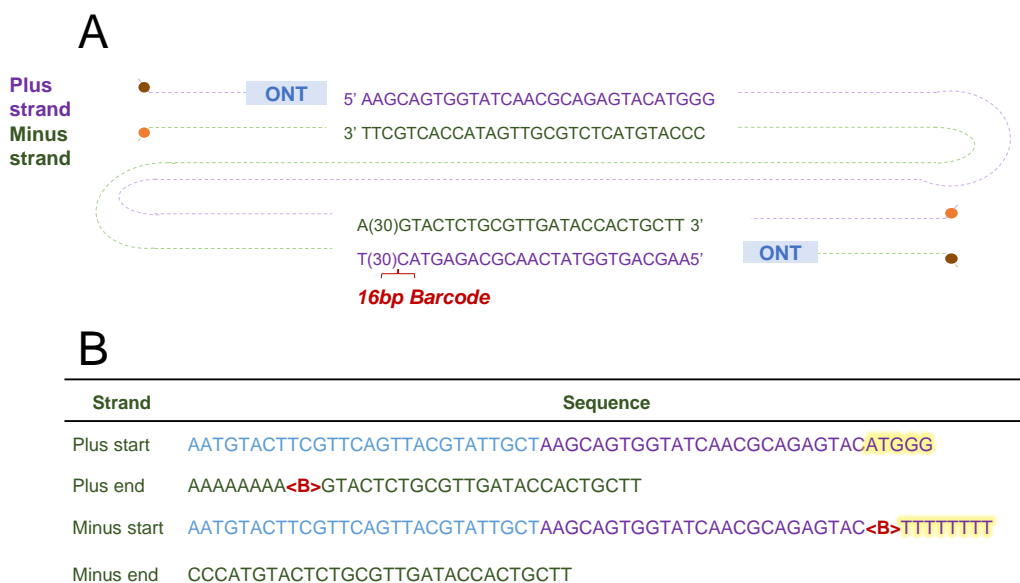 A
Plus
strand
ONT
5' AAGCAGTGGTATCAACGCAGAGTACATGGG
Minus
strand
3' TTCGTCACCATAGTTGCGTCTCATGTACCC
A(30)GTACTCTGCGTTGATACCACTGCTT 3'
T(30)CATGAGACGCAACTATGGTGACGAA5'
ONT
16bp Barcode
B
Strand Sequence
Plus start AATGTACTTCGTTCAGTTACGTATTGCTAAGCAGTGGTATCAACGCAGAGTACATGGG
Plus end AAAAAAAA<B>GTACTCTGCGTTGATACCACTGCTT
Minus start AATGTACTTCGTTCAGTTACGTATTGCTAAGCAGTGGTATCAACGCAGAGTAC<B>TTTTTTTT
Minus end CCCATGTACTCTGCGTTGATACCACTGCTT